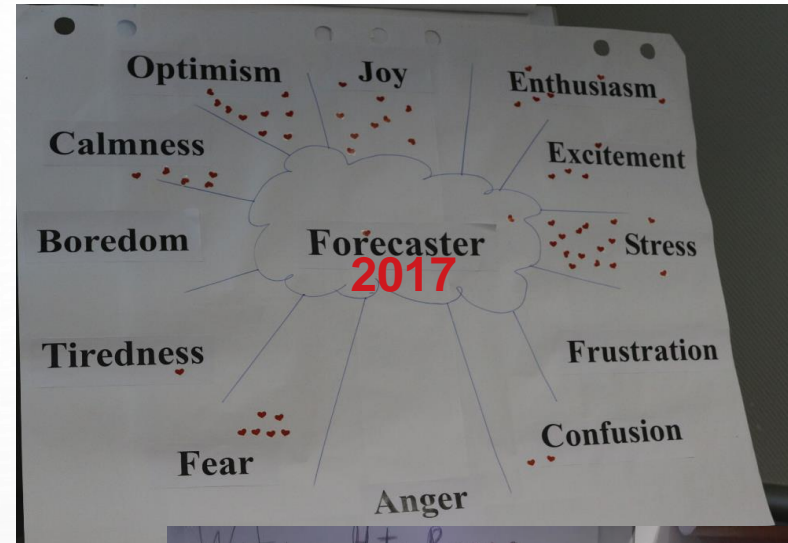 Optimism
Joy
Enthusiasm
Calmness
Excitement
Boredom
Forecaster
2017
Stress
Tiredness
Frustration
Fear
Confusion
Anger